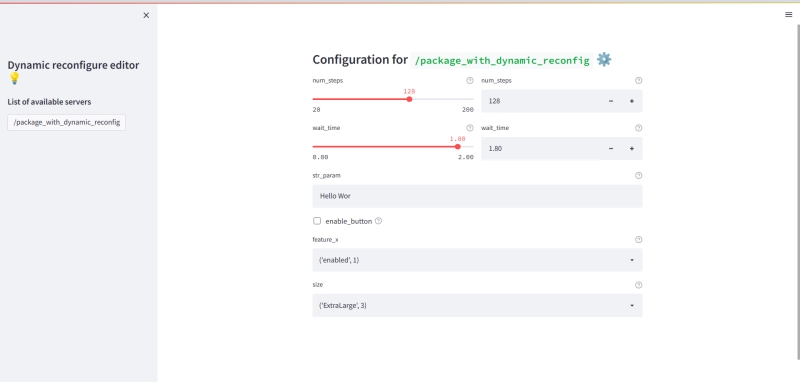 Dynamic reconfigure editor
List of available servers
/package_with_dynamic_reconfig
Configuration for /package_with_dynamic_reconfig
num_steps
128
20 200
num_steps
128
wait_time
1.80
0.00 2.00
wait_time
1.80
str_param
Hello Wor
enable_button
feature_x
('enabled', 1)
size
('ExtraLarge', 3)